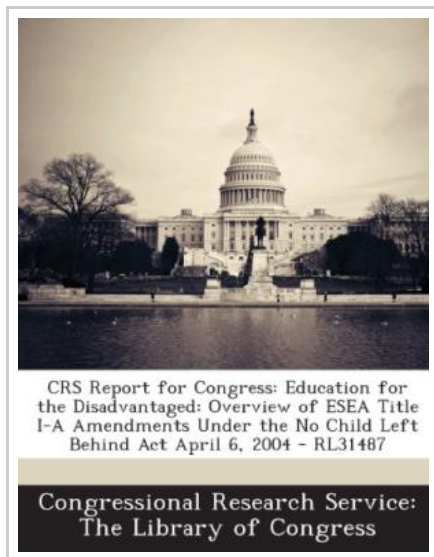 CRS Report for Congress: Education for
the Disadvantaged: Overview of ESEA Title
I-A Amendments Under the No Child Left
Behind Act April 6, 2004 - RL31487
Congressional Research Service:
The Library of Congress